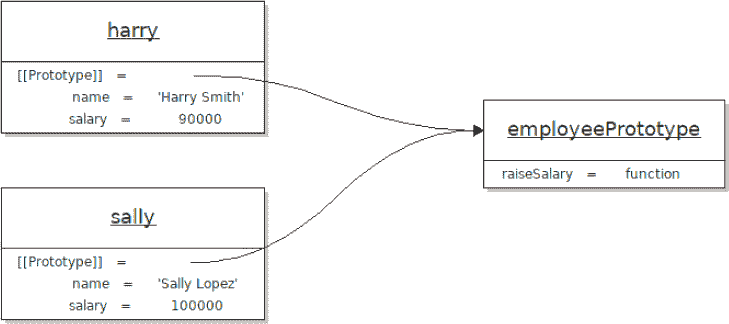 harry
[[Prototype]] =
name = 'Harry Smith'
salary = 90000
employeePrototype
raiseSalary = function
sally
[[Prototype]] =
name = 'Sally Lopez'
salary = 100000